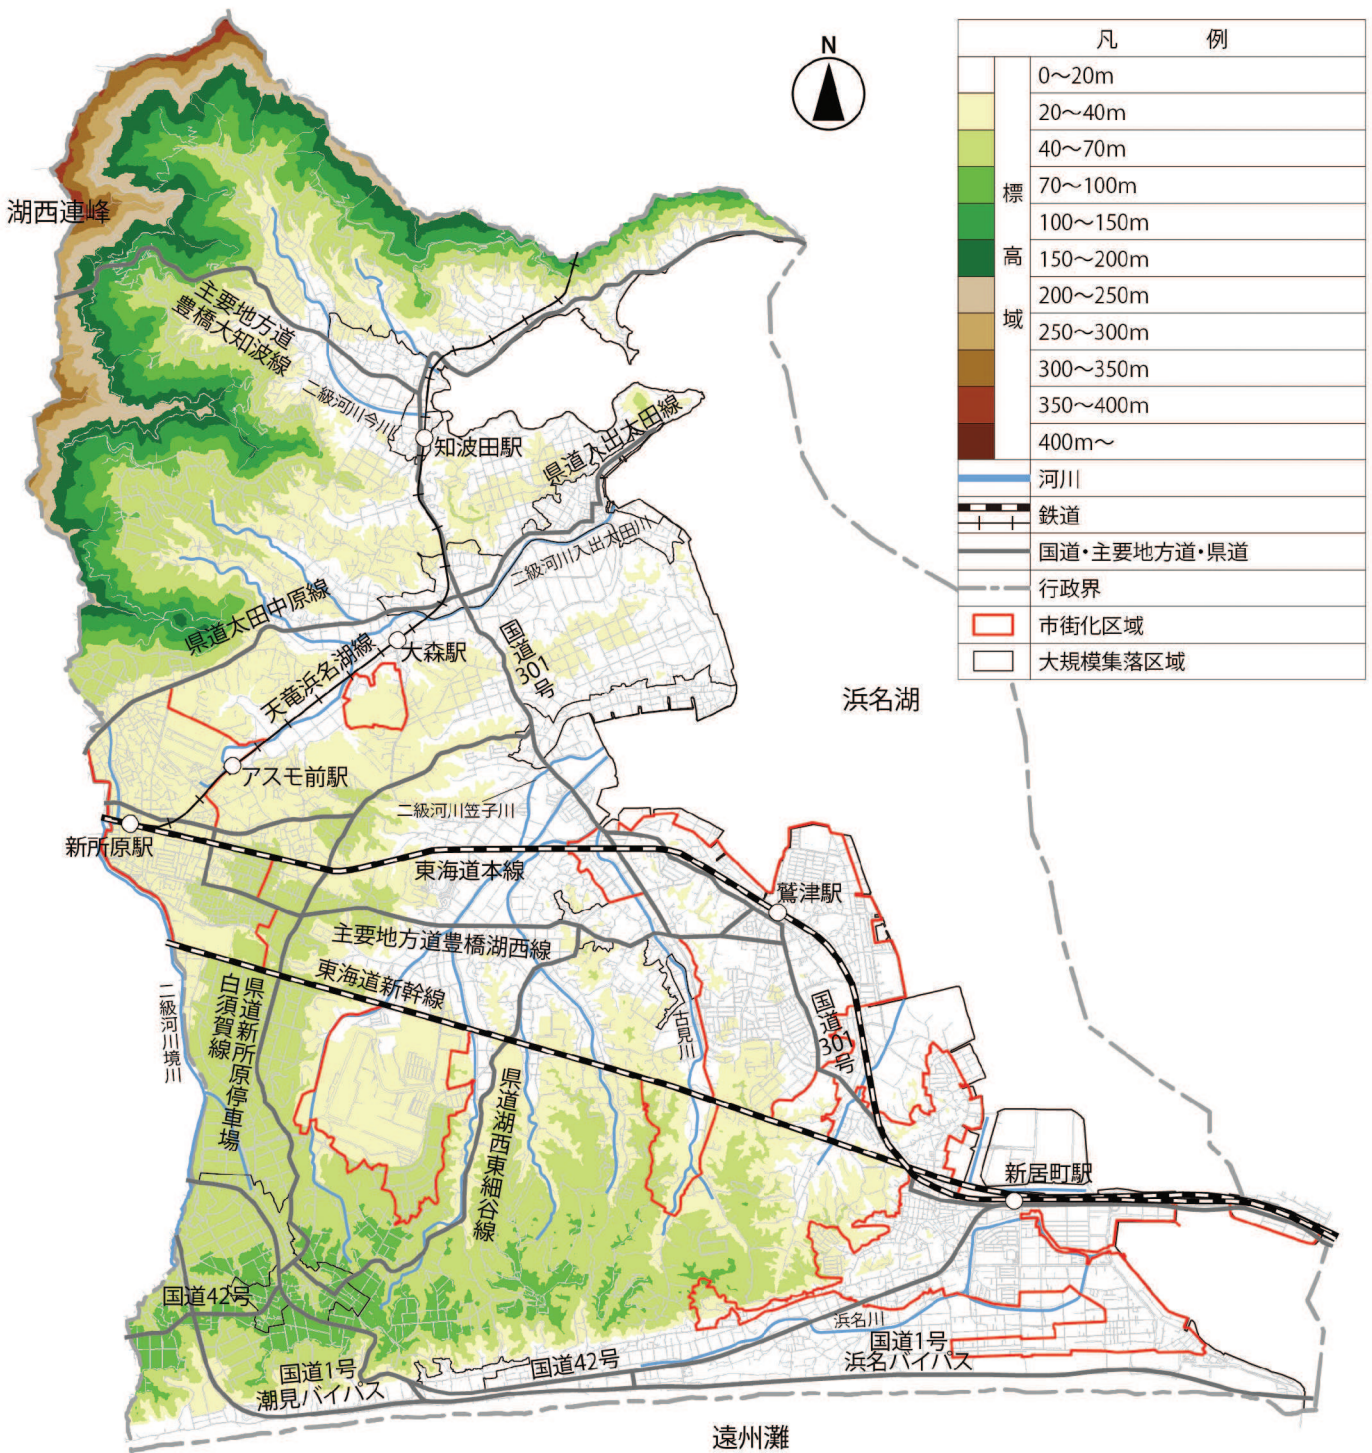 N
凡 例
標高域
0〜20m
20〜40m
40〜70m
70〜100m
100〜150m
150〜200m
200〜250m
250〜300m
300〜350m
350〜400m
400m〜
河川
鉄道
国道・主要地方道・県道
行政界
市街化区域
大規模集落区域
湖西連峰
主要地方道
豊橋大知波線
二級河川今川
知波田駅
県道入出太田線
二級河川入出太田川
県道太田中原線
天竜浜名湖線
大森駅
国道301号
浜名湖
アスモ前駅
二級河川笠子川
新所原駅
東海道本線
鷲津駅
主要地方道豊橋湖西線
東海道新幹線
二級河川境川
県道新所原停車場
白須賀線
古見川
国道301号
県道湖西東細谷線
新居町駅
国道42号
浜名川
国道1号
浜名バイパス
国道42号
国道1号
潮見バイパス
遠州灘